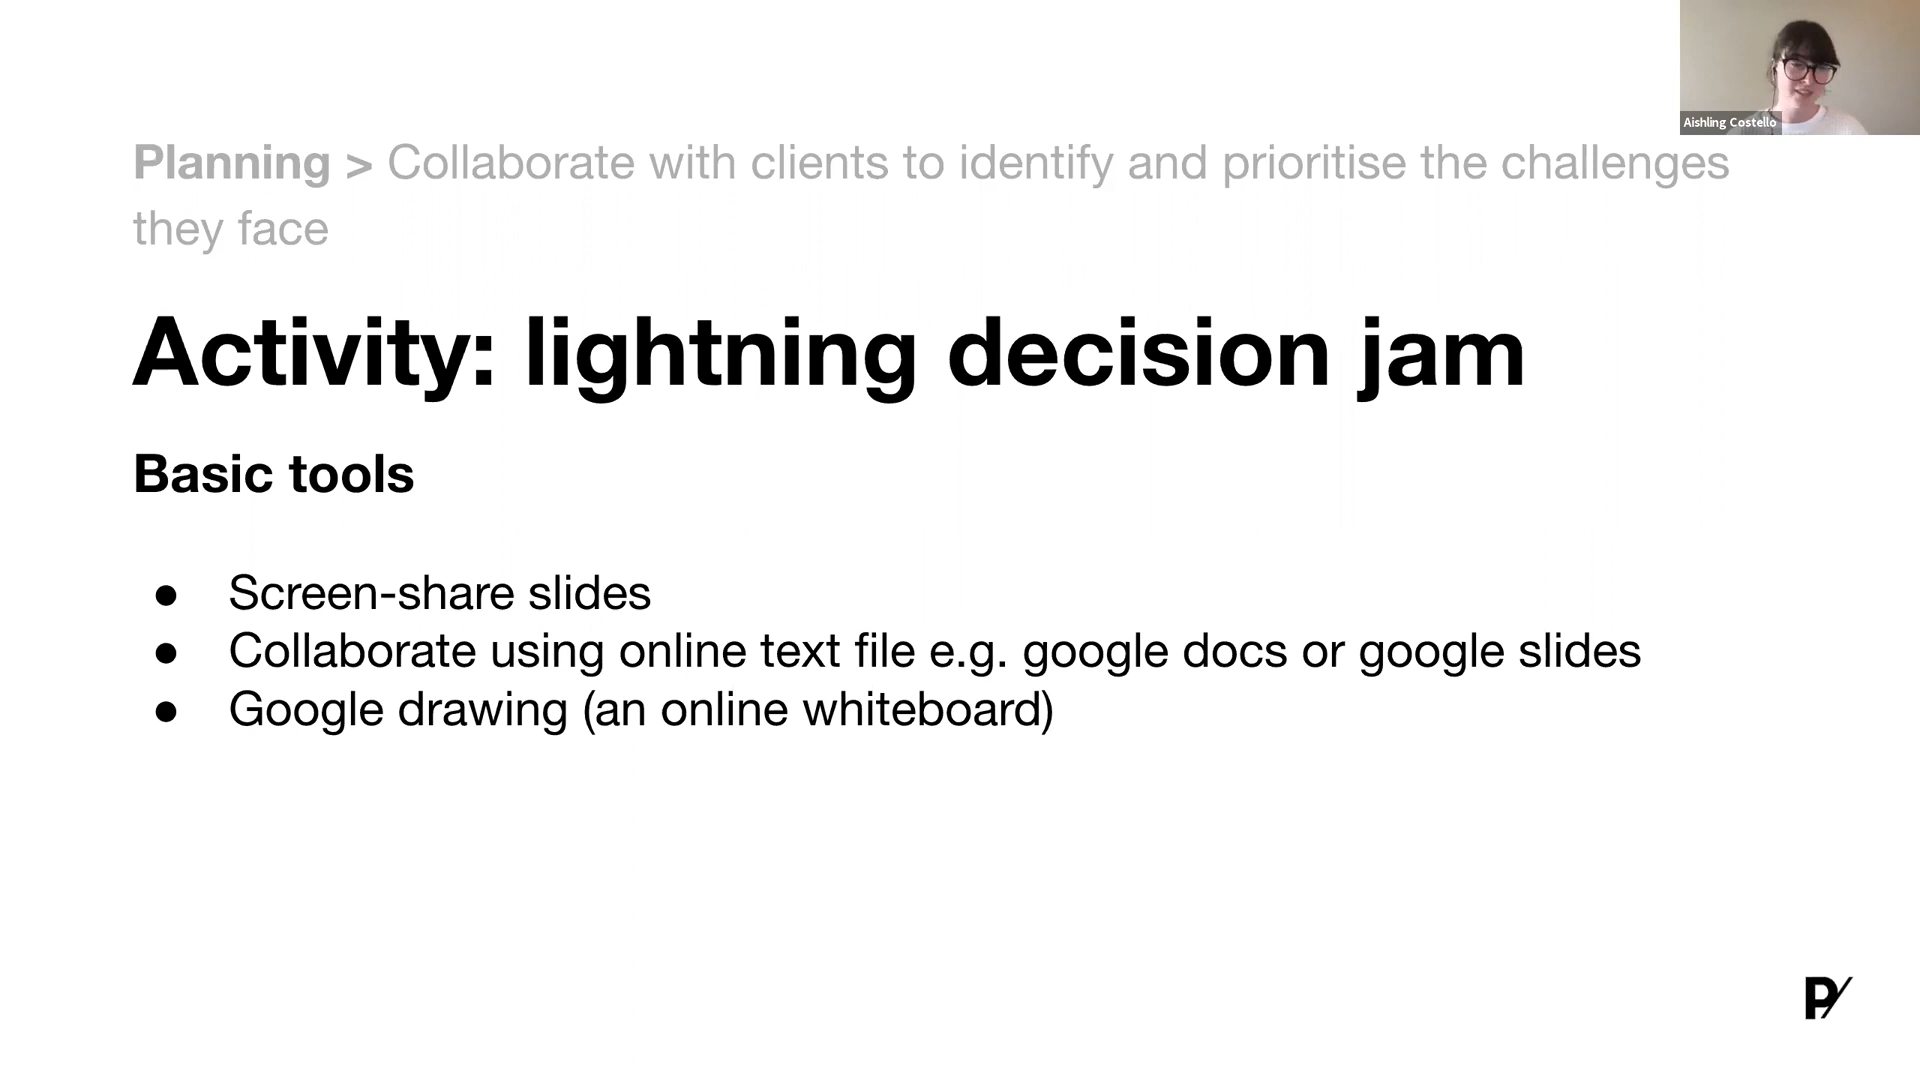 Aishling Costello
Planning > Collaborate with clients to identify and prioritise the challenges
they face
Activity: lightning decision jam
Basic tools
● Screen-share slides
● Collaborate using online text file e.g. google docs or google slides
● Google drawing (an online whiteboard)
P/